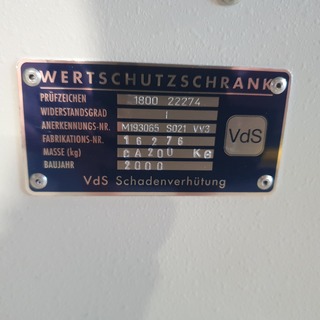 WERTSCHUTZSCHRANK
PRÜFZEICHEN 1800 22274
WIDERSTANDSGRAD I
ANERKENNUNGS-NR. M193065 S021 VV3
FABRIKATIONS-NR. 16276
MASSE (kg) CA200 Kg
BAUJAHR 2000
VdS
VdS Schadenverhütung